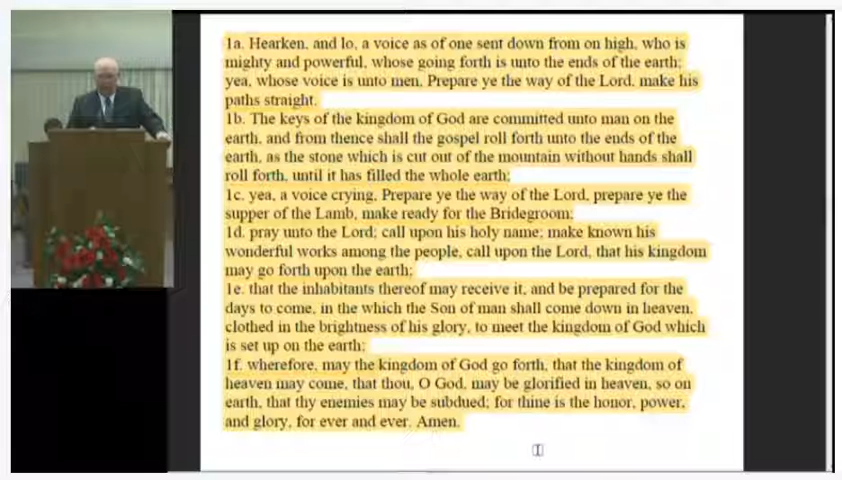 1a. Hearken, and lo, a voice as of one sent down from on high, who is
mighty and powerful, whose going forth is unto the ends of the earth;
yea, whose voice is unto men, Prepare ye the way of the Lord, make his
paths straight.
1b. The keys of the kingdom of God are committed unto man on the
earth, and from thence shall the gospel roll forth unto the ends of the
earth, as the stone which is cut out of the mountain without hands shall
roll forth, until it has filled the whole earth;
1c. yea, a voice crying, Prepare ye the way of the Lord, prepare ye the
supper of the Lamb, make ready for the Bridegroom;
1d. pray unto the Lord; call upon his holy name; make known his
wonderful works among the people, call upon the Lord, that his kingdom
may go forth upon the earth;
1e. that the inhabitants thereof may receive it, and be prepared for the
days to come, in the which the Son of man shall come down in heaven,
clothed in the brightness of his glory, to meet the kingdom of God which
is set up on the earth;
1f. wherefore, may the kingdom of God go forth, that the kingdom of
heaven may come, that thou, O God, may be glorified in heaven, so on
earth, that thy enemies may be subdued; for thine is the honor, power,
and glory, for ever and ever. Amen.